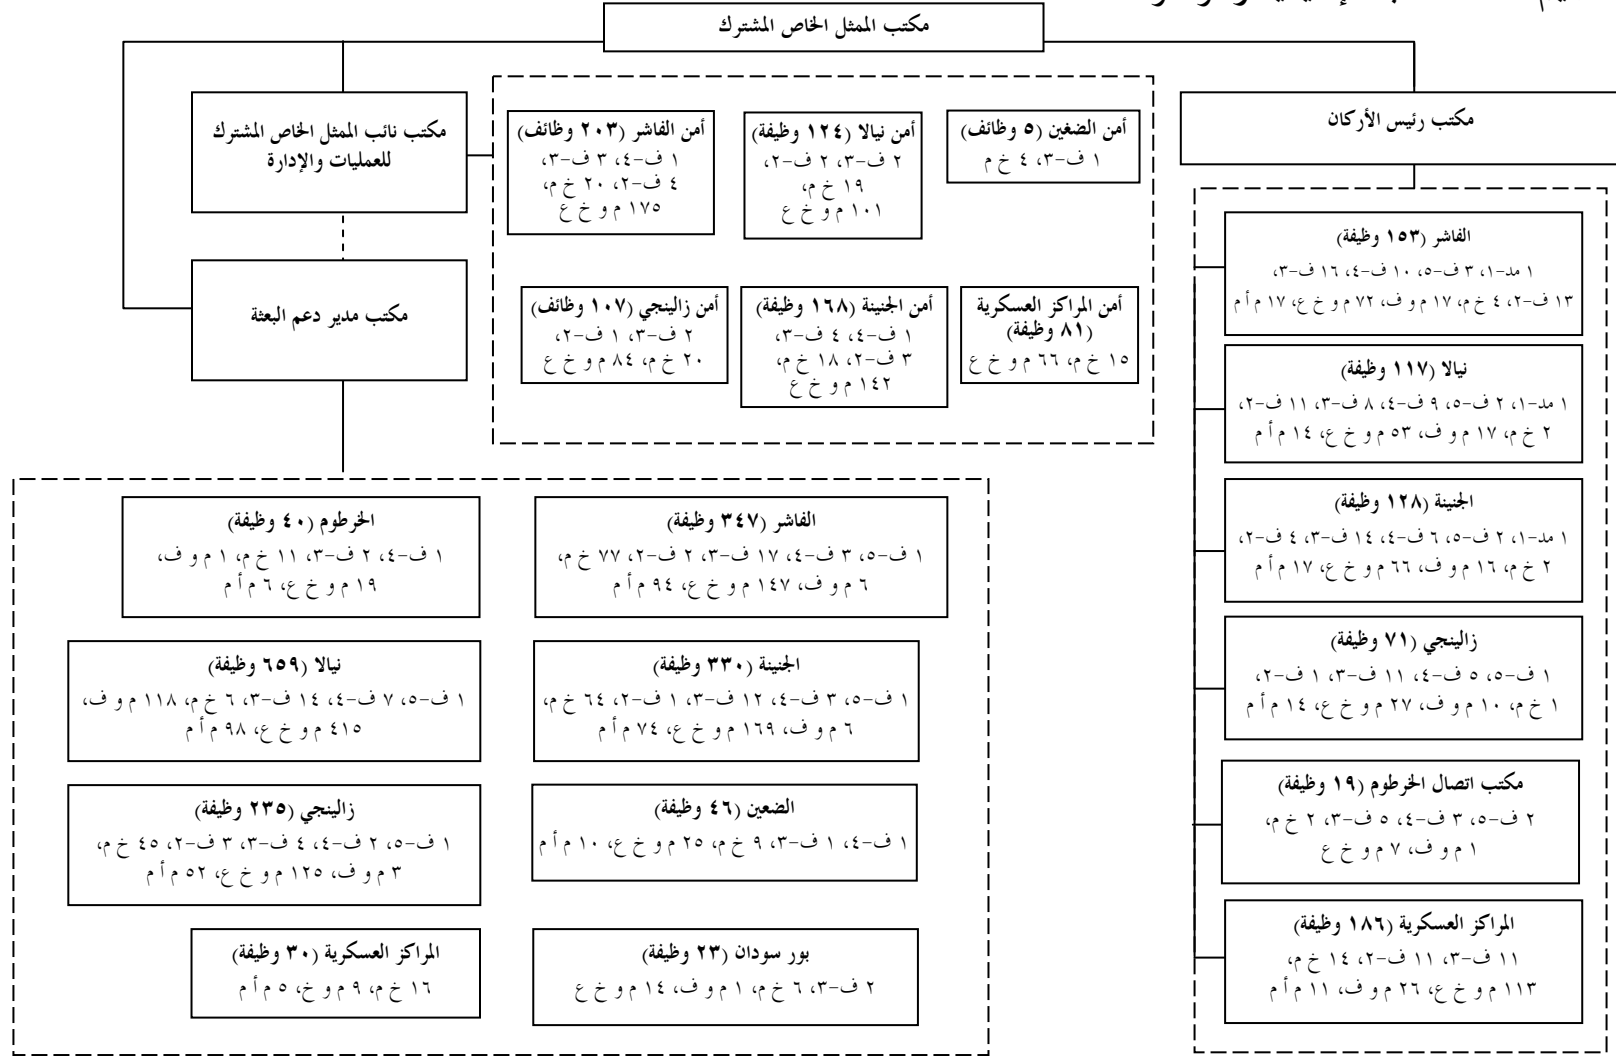 مكتب الممثل الخاص المشترك
مكتب رئيس الأركان
الفاشر (١٥٣ وظيفة)
١ مد-١، ٣ ف-٥، ١٠ ف-٤، ١٦ ف-٣،
١٣ ف-٢، ٤ خ م، ١٧ م و ف، ٧٢ م و خ ع، ١٧ م أ م
نيالا (١١٧ وظيفة)
١ مد-١، ٢ ف-٥، ٩ ف-٤، ٨ ف-٣، ١١ ف-٢،
٢ خ م، ١٧ م و ف، ٥٣ م و خ ع، ١٤ م أ م
الجنينة (١٢٨ وظيفة)
١ مد-١، ٢ ف-٥، ٦ ف-٤، ١٤ ف-٣، ٤ ف-٢،
٢ خ م، ١٦ م و ف، ٦٦ م و خ ع، ١٧ م أ م
زالينجي (٧١ وظيفة)
١ ف-٥، ٥ ف-٤، ١١ ف-٣، ١ ف-٢،
١ خ م، ١٠ م و ف، ٢٧ م و خ ع، ١٤ م أ م
مكتب اتصال الخرطوم (١٩ وظيفة)
٢ ف-٥، ٣ ف-٤، ٥ ف-٣، ٢ خ م،
١ م و ف، ٧ م و خ ع
المراكز العسكرية (١٨٦ وظيفة)
١١ ف-٣، ١١ ف-٢، ١٤ خ م،
١١٣ م و خ ع، ٢٦ م و ف، ١١ م أ م
أمن الضغين (٥ وظائف)
١ ف-٣، ٤ خ م
أمن نيالا (١٢٤ وظيفة)
٢ ف-٣، ٢ ف-٢،
١٩ خ م،
١٠١ م و خ ع
أمن الفاشر (٢٠٣ وظائف)
١ ف-٤، ٣ ف-٣،
٤ ف-٢، ٢٠ خ م،
١٧٥ م و خ ع
أمن المراكز العسكرية
(٨١ وظيفة)
١٥ خ م، ٦٦ م و خ ع
أمن الجنينة (١٦٨ وظيفة)
١ ف-٤، ٤ ف-٣،
٣ ف-٢، ١٨ خ م،
١٤٢ م و خ ع
أمن زالينجي (١٠٧ وظائف)
٢ ف-٣، ١ ف-٢،
٢٠ خ م، ٨٤ م و خ ع
مكتب نائب الممثل الخاص المشترك
للعمليات والإدارة
مكتب مدير دعم البعثة
الفاشر (٣٤٧ وظيفة)
١ ف-٥، ٣ ف-٤، ١٧ ف-٣، ٢ ف-٢، ٧٧ خ م،
٦ م و ف، ١٤٧ م و خ ع، ٩٤ م أ م
الخرطوم (٤٠ وظيفة)
١ ف-٤، ٢ ف-٣، ١١ خ م، ١ م و ف،
١٩ م و خ ع، ٦ م أ م
الجنينة (٣٣٠ وظيفة)
١ ف-٥، ٣ ف-٤، ١٢ ف-٣، ١ ف-٢، ٦٤ خ م،
٦ م و ف، ١٦٩ م و خ ع، ٧٤ م أ م
نيالا (٦٥٩ وظيفة)
١ ف-٥، ٧ ف-٤، ١٤ ف-٣، ٦ خ م، ١١٨ م و ف،
٤١٥ م و خ ع، ٩٨ م أ م
الضعين (٤٦ وظيفة)
١ ف-٤، ١ ف-٣، ٩ خ م، ٢٥ م و خ ع، ١٠ م أ م
زالينجي (٢٣٥ وظيفة)
١ ف-٥، ٢ ف-٤، ٤ ف-٣، ٣ ف-٢، ٤٥ خ م،
٣ م و ف، ١٢٥ م و خ ع، ٥٢ م أ م
بور سودان (٢٣ وظيفة)
٢ ف-٣، ٦ خ م، ١ م و ف، ١٤ م و خ ع
المراكز العسكرية (٣٠ وظيفة)
١٦ خ م، ٩ م و خ، ٥ م أ م